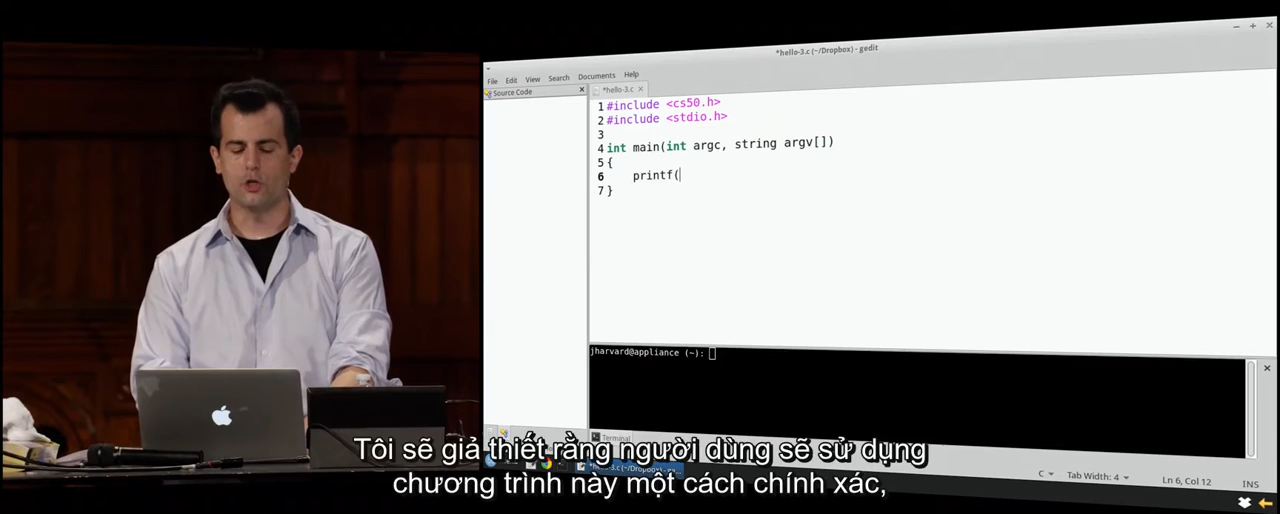 *hello-3.c (~/Dropbox) - gedit
File Edit View Search Documents Help
Source Code
*hello-3.c
1 #include <cs50.h>
2 #include <stdio.h>
3
4 int main(int argc, string argv[])
5 {
6     printf(
7 }
jharvard@appliance (~):
Terminal
*hello-3.c (~/Dropbox)
C Tab Width: 4 Ln 6, Col 12 INS
Tôi sẽ giả thiết rằng người dùng sẽ sử dụng
chương trình này một cách chính xác,